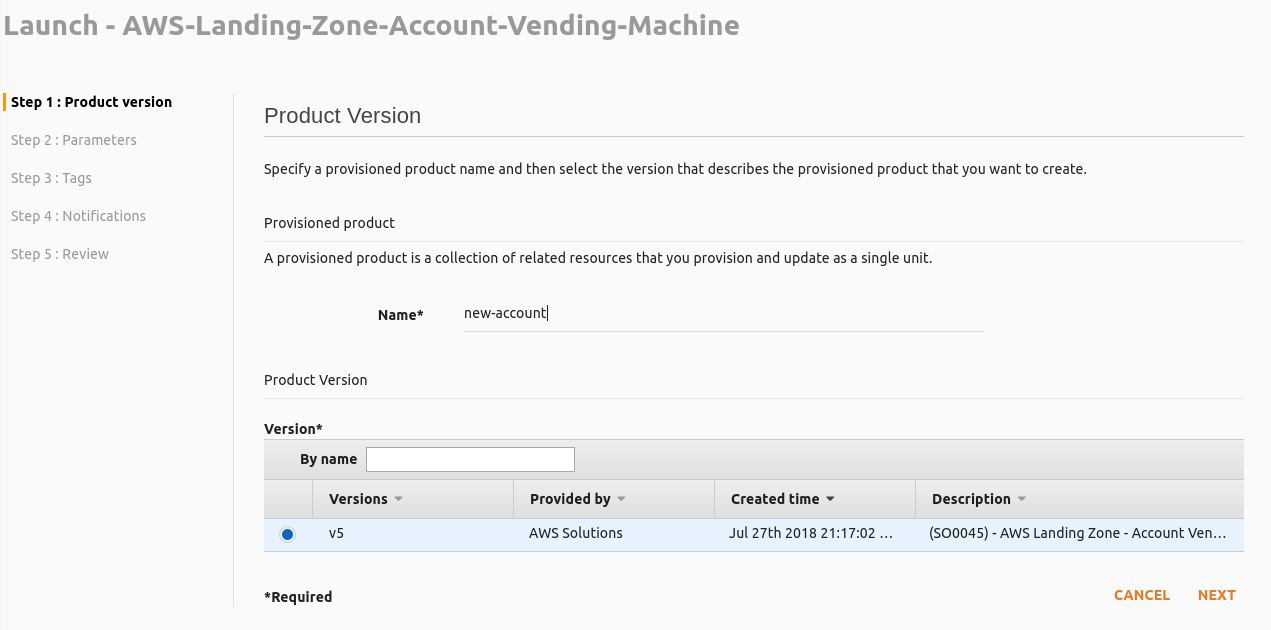 Launch - AWS-Landing-Zone-Account-Vending-Machine
Step 1 : Product version
Step 2 : Parameters
Step 3 : Tags
Step 4 : Notifications
Step 5 : Review
Product Version
Specify a provisioned product name and then select the version that describes the provisioned product that you want to create.
Provisioned product
A provisioned product is a collection of related resources that you provision and update as a single unit.
Name* new-account
Product Version
Version*
By name
Versions Provided by Created time Description
v5 AWS Solutions Jul 27th 2018 21:17:02 … (SO0045) - AWS Landing Zone - Account Ven…
*Required CANCEL NEXT